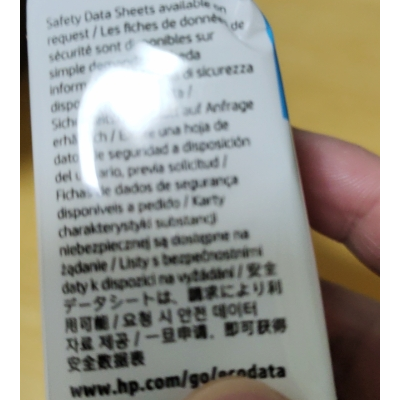 Safety Data Sheets available on
request / Les fiches de données de
sécurité sont disponibles sur
simple
inform di sicurezza
dispo /
Sich auf Anfrage
erhältlich / una hoja de
datos de seguridad a disposición
del usuario, previa solicitud /
Fichas de dados de segurança
disponíveis a pedido / Karty
charakterystyki substancji
niebezpiecznej są dostępne na
żądanie / Listy s bezpečnostními
daty k dispozici na vyžádání / 安全
データシートは、請求により利
用可能 / 요청 시 안전 데이터
자료 제공 / 一旦申请，即可获得
安全数据表
www.hp.com/go/ecodata